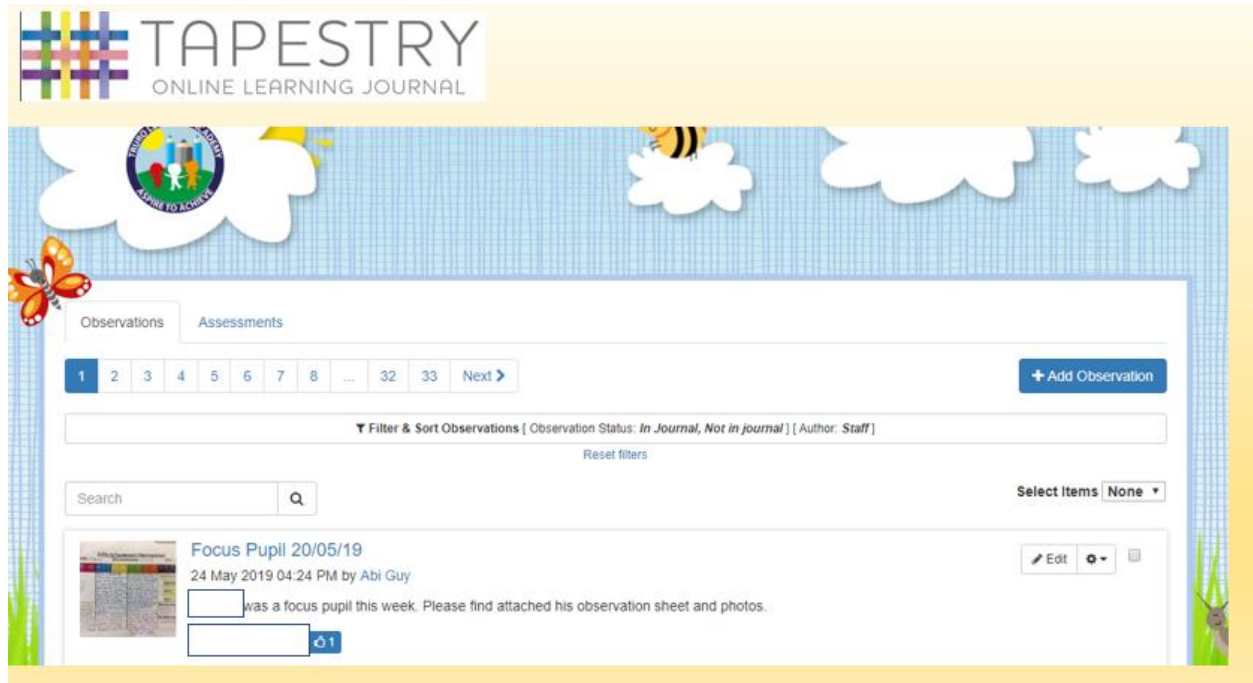 TAPESTRY
ONLINE LEARNING JOURNAL
ASPIRE TO ACHIEVE
Observations Assessments
1 2 3 4 5 6 7 8 ... 32 33 Next
+ Add Observation
Filter & Sort Observations [ Observation Status: In Journal, Not in journal ] [ Author: Staff ]
Reset filters
Search
Select Items None
Focus Pupil 20/05/19
Edit
24 May 2019 04:24 PM by Abi Guy
was a focus pupil this week. Please find attached his observation sheet and photos.
1